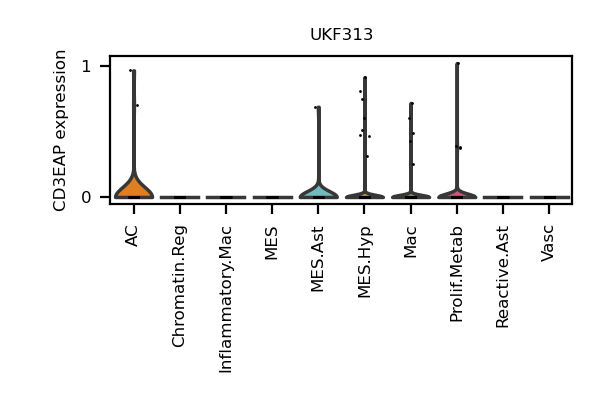 UKF313
CD3EAP expression
1
0
AC
Chromatin.Reg
Inflammatory.Mac
MES
MES.Ast
MES.Hyp
Mac
Prolif.Metab
Reactive.Ast
Vasc